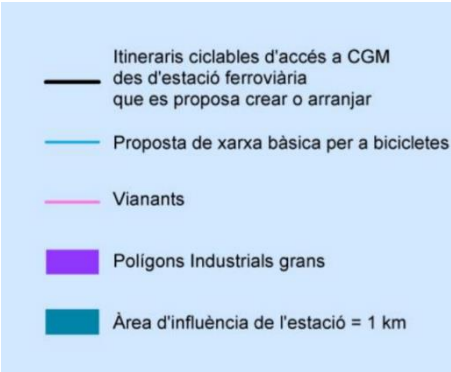 Itineraris ciclables d'accés a CGM
des d'estació ferroviària
que es proposa crear o arranjar
Proposta de xarxa bàsica per a bicicletes
Vianants
Polígons Industrials grans
Àrea d'influència de l'estació = 1 km